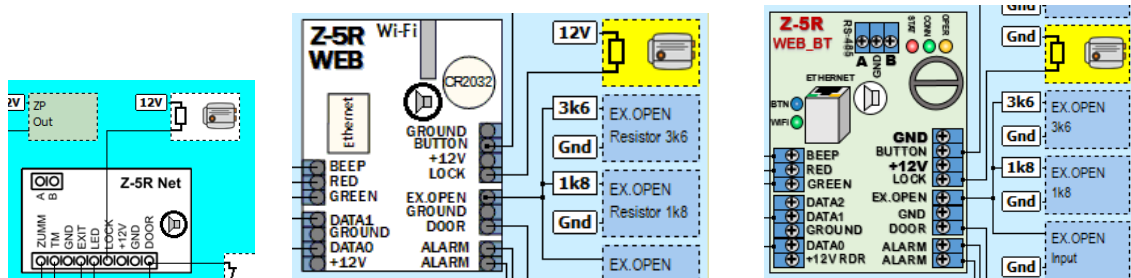 2V
ZP
Out
12V
Z-5R Net
A
B
ZUMM
TM
GND
EXIT
LED
LOCK
+12V
GND
DOOR
Z-5R
WEB
Wi-Fi
CR2032
Ethernet
GROUND
BUTTON
+12V
LOCK
BEEP
RED
GREEN
EX.OPEN
GROUND
DOOR
DATA1
GROUND
DATA0
+12V
ALARM
ALARM
12V
3k6
EX.OPEN
Resistor 3k6
Gnd
1k8
EX.OPEN
Resistor 1k8
Gnd
EX.OPEN
Z-5R
WEB_BT
RS-485
A
GND
B
STAT
CONN
OPER
ETHERNET
BTN
WIFI
GND
BUTTON
+12V
LOCK
BEEP
RED
GREEN
EX.OPEN
GND
DOOR
DATA2
DATA1
GROUND
DATA0
+12V RDR
ALARM
ALARM
Gnd
Gnd
3k6
EX.OPEN
3k6
Gnd
1k8
EX.OPEN
1k8
Gnd
EX.OPEN
Input
Gnd